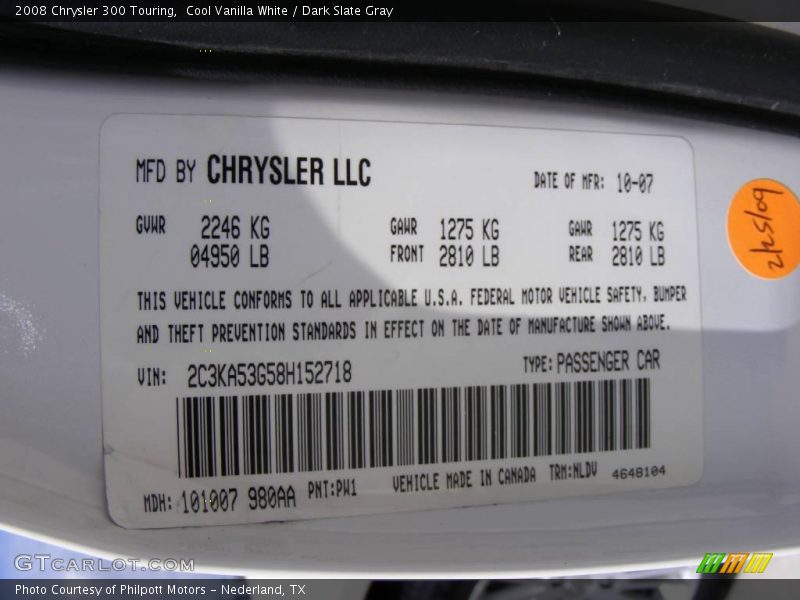 2008 Chrysler 300 Touring,  Cool Vanilla White / Dark Slate Gray
MFD BY CHRYSLER LLC
DATE OF MFR: 10-07
GVWR 2246 KG
04950 LB
GAWR 1275 KG
FRONT 2810 LB
GAWR 1275 KG
REAR 2810 LB
THIS VEHICLE CONFORMS TO ALL APPLICABLE U.S.A. FEDERAL MOTOR VEHICLE SAFETY, BUMPER
AND THEFT PREVENTION STANDARDS IN EFFECT ON THE DATE OF MANUFACTURE SHOWN ABOVE.
VIN: 2C3KA53G58H152718
TYPE: PASSENGER CAR
MDH: 101007 980AA PNT:PW1
VEHICLE MADE IN CANADA TRM:NLDV 4648104
GTCARLOT.COM
Photo Courtesy of Philpott Motors - Nederland, TX